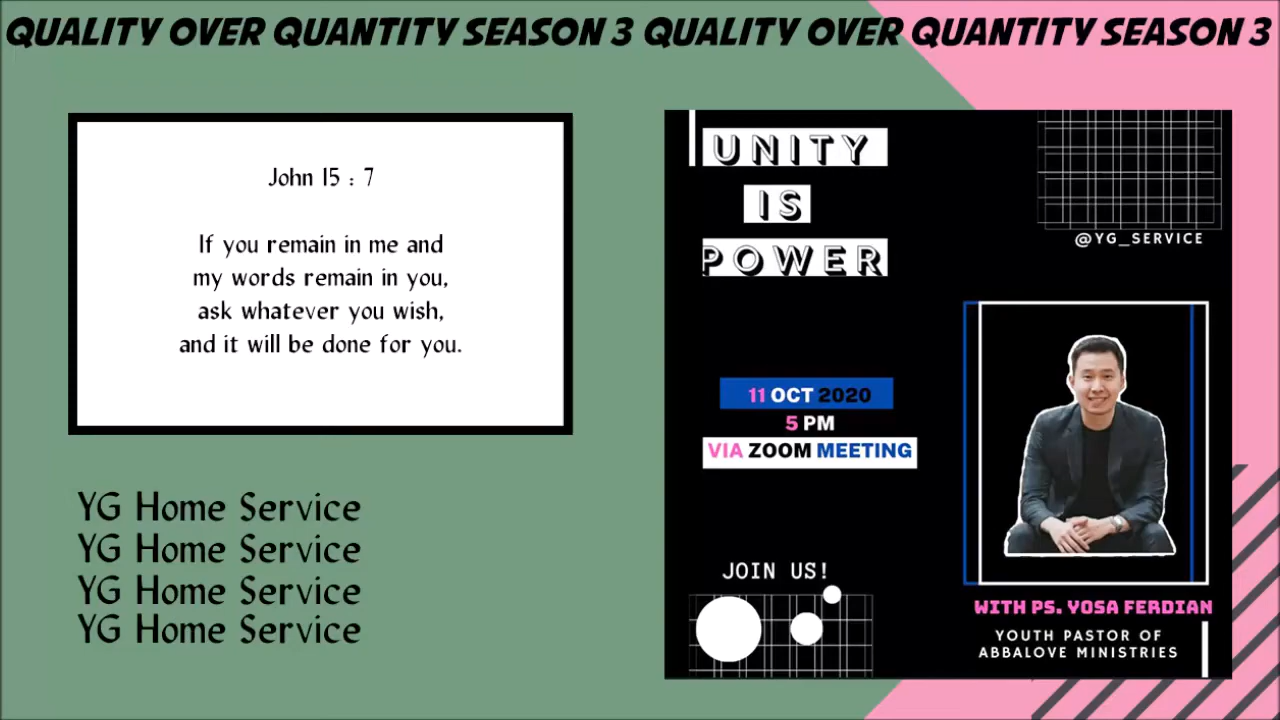 QUALITY OVER QUANTITY SEASON 3 QUALITY OVER QUANTITY SEASON 3
John 15 : 7
If you remain in me and
my words remain in you,
ask whatever you wish,
and it will be done for you.
YG Home Service
YG Home Service
YG Home Service
YG Home Service
UNITY
IS
POWER
@YG_SERVICE
11 OCT 2020
5 PM
VIA ZOOM MEETING
JOIN US!
WITH PS. YOSA FERDIAN
YOUTH PASTOR OF
ABBALOVE MINISTRIES